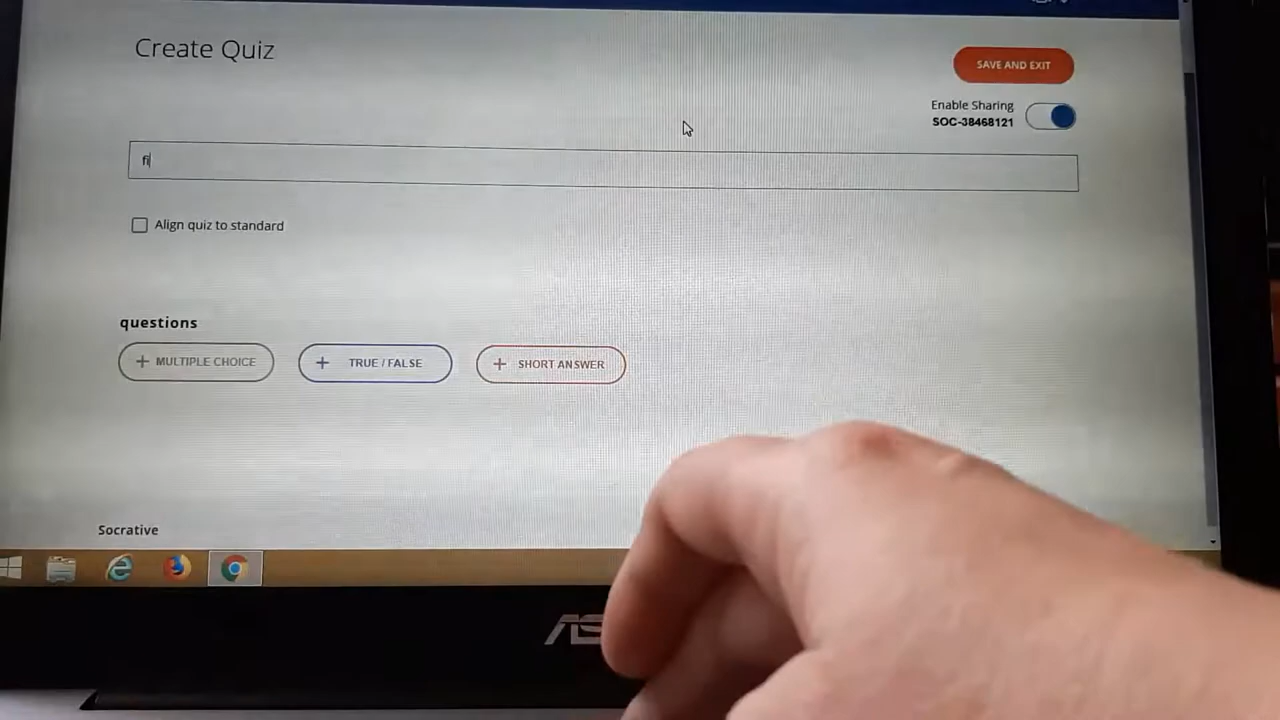 Create Quiz
SAVE AND EXIT
Enable Sharing
SOC-38468121
fi
Align quiz to standard
questions
+ MULTIPLE CHOICE
+ TRUE / FALSE
+ SHORT ANSWER
Socrative